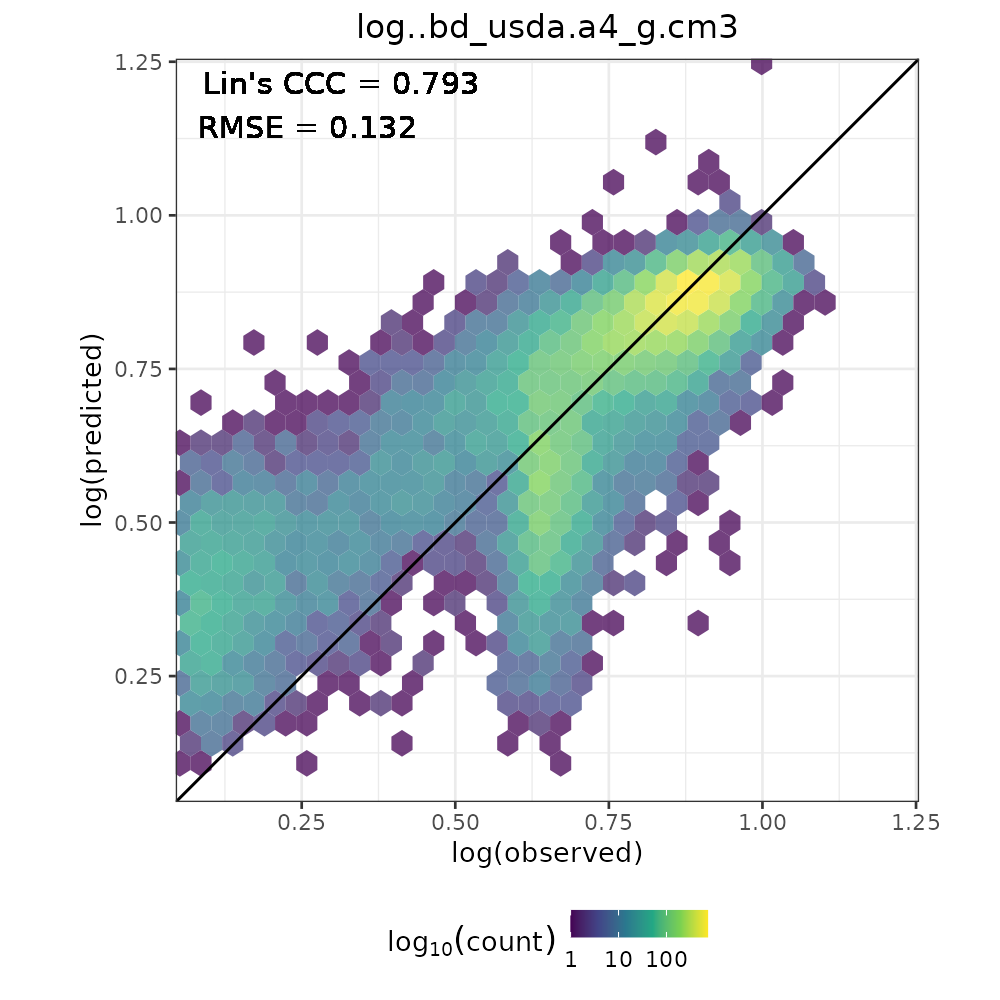 log..bd_usda.a4_g.cm3
Lin's CCC = 0.793
RMSE = 0.132
log(predicted)
1.25
1.00
0.75
0.50
0.25
0.25 0.50 0.75 1.00 1.25
log(observed)
log₁₀(count)
1 10 100